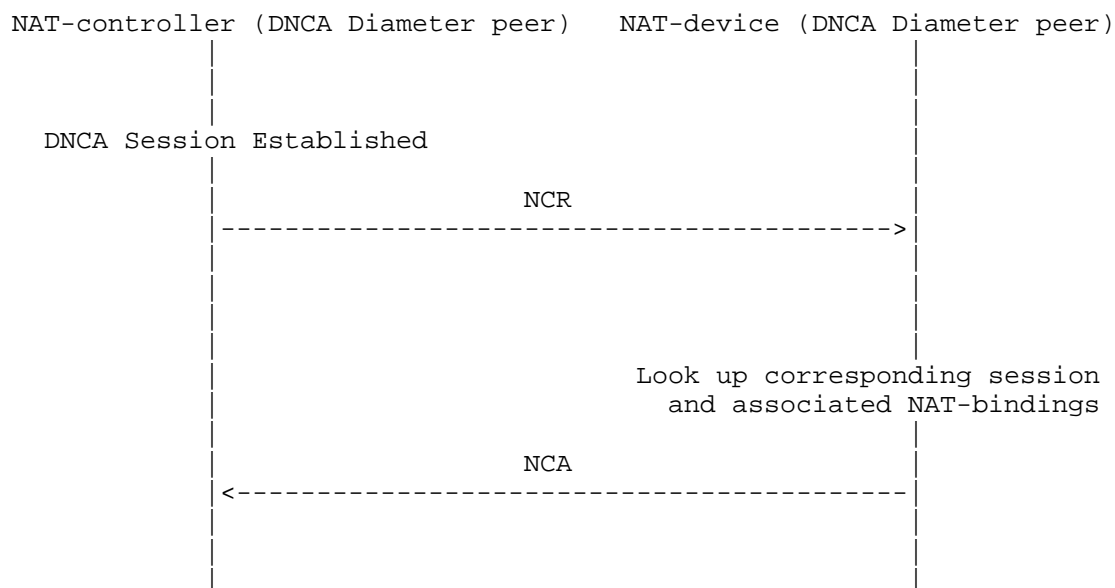 NAT-controller (DNCA Diameter peer) NAT-device (DNCA Diameter peer)
DNCA Session Established
NCR
Look up corresponding session
and associated NAT-bindings
NCA